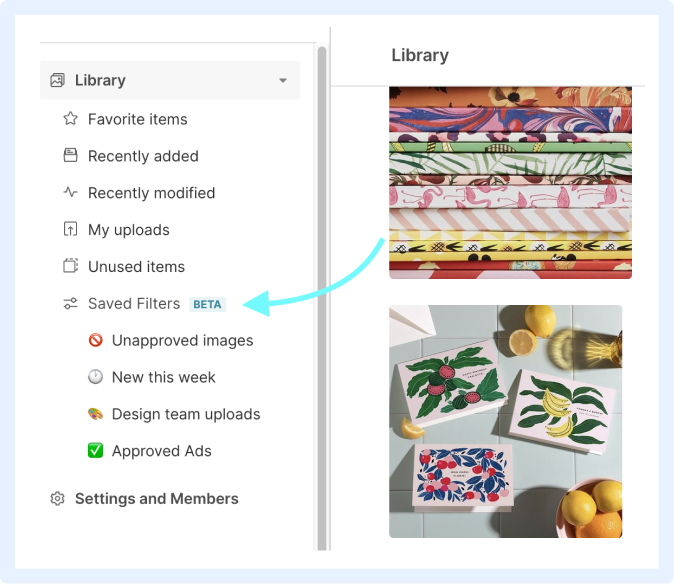 Library
Favorite items
Recently added
Recently modified
My uploads
Unused items
Saved Filters BETA
Unapproved images
New this week
Design team uploads
Approved Ads
Settings and Members
Library